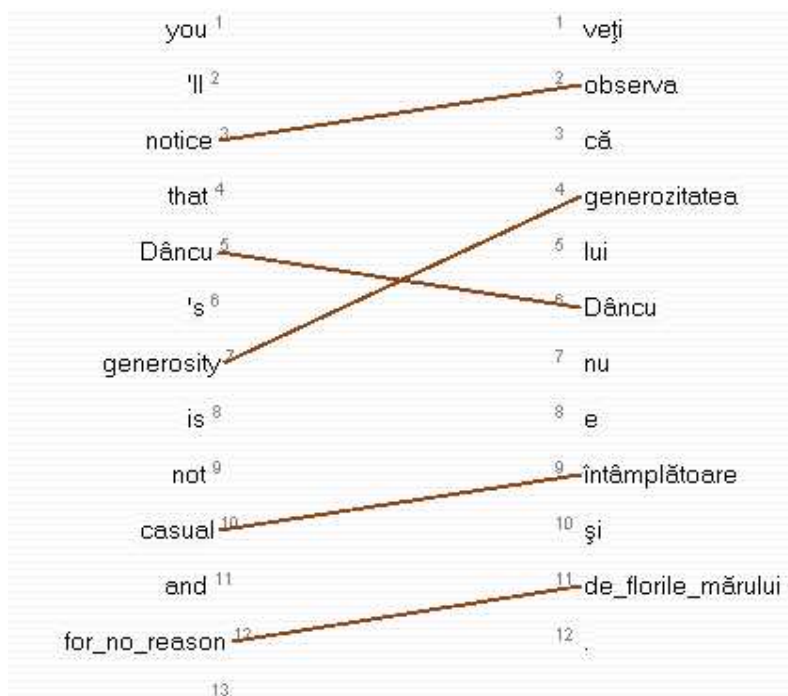 you 1 1 veţi
'll 2 2 observa
notice 3 3 că
that 4 4 generozitatea
Dâncu 5 5 lui
's 6 6 Dâncu
generosity 7 7 nu
is 8 8 e
not 9 9 întâmplătoare
casual 10 10 şi
and 11 11 de_florile_mărului
for_no_reason 12 12 .
13